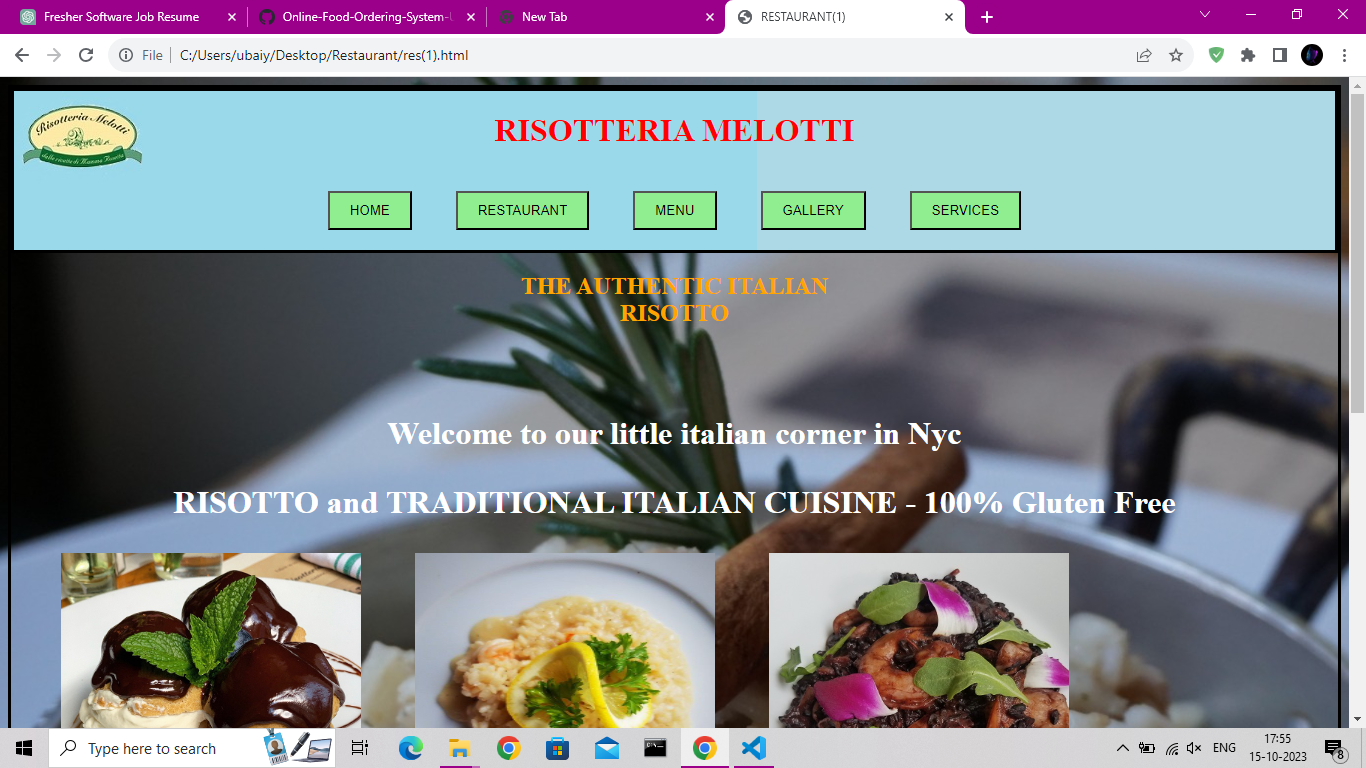 Fresher Software Job Resume
Online-Food-Ordering-System-U
New Tab
RESTAURANT(1)
File
C:/Users/ubaiy/Desktop/Restaurant/res(1).html
Risotteria Melotti
RISOTTERIA MELOTTI
HOME
RESTAURANT
MENU
GALLERY
SERVICES
THE AUTHENTIC ITALIAN
RISOTTO
Welcome to our little italian corner in Nyc
RISOTTO and TRADITIONAL ITALIAN CUISINE - 100% Gluten Free
Type here to search
ENG
17:55
15-10-2023
8